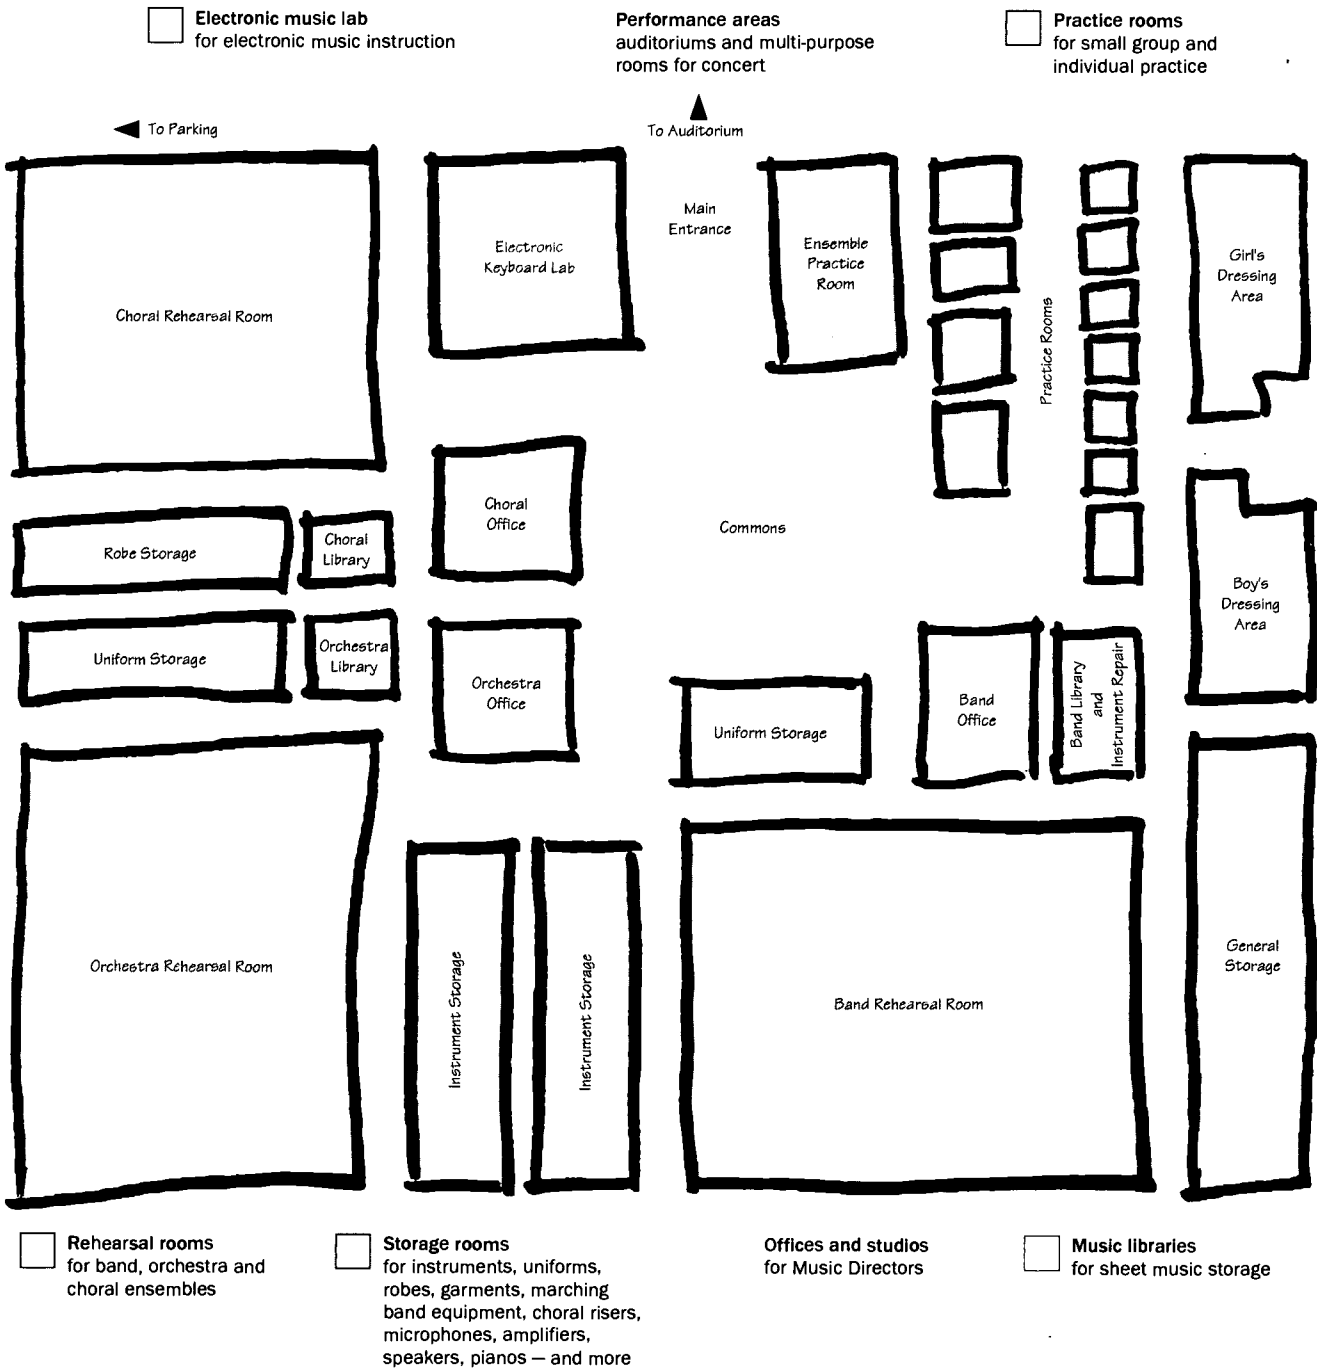 Electronic music lab
for electronic music instruction
Performance areas
auditoriums and multi-purpose
rooms for concert
Practice rooms
for small group and
individual practice
To Parking
To Auditorium
Main
Entrance
Choral Rehearsal Room
Electronic
Keyboard Lab
Ensemble
Practice
Room
Practice Rooms
Girl's
Dressing
Area
Robe Storage
Choral
Library
Choral
Office
Commons
Boy's
Dressing
Area
Uniform Storage
Orchestra
Library
Orchestra
Office
Uniform Storage
Band
Office
Band Library
and
Instrument Repair
Orchestra Rehearsal Room
Instrument Storage
Instrument Storage
Band Rehearsal Room
General
Storage
Rehearsal rooms
for band, orchestra and
choral ensembles
Storage rooms
for instruments, uniforms,
robes, garments, marching
band equipment, choral risers,
microphones, amplifiers,
speakers, pianos — and more
Offices and studios
for Music Directors
Music libraries
for sheet music storage